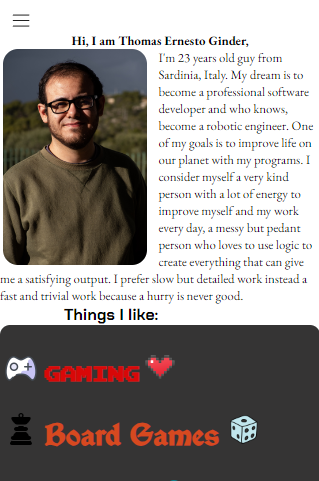 Hi, I am Thomas Ernesto Ginder,
I'm 23 years old guy from
Sardinia, Italy. My dream is to
become a professional software
developer and who knows,
become a robotic engineer. One
of my goals is to improve life on
our planet with my programs. I
consider myself a very kind
person with a lot of energy to
improve myself and my work
every day, a messy but pedant
person who loves to use logic to
create everything that can give
me a satisfying output. I prefer slow but detailed work instead a
fast and trivial work because a hurry is never good.
Things I like:
GAMING
Board Games